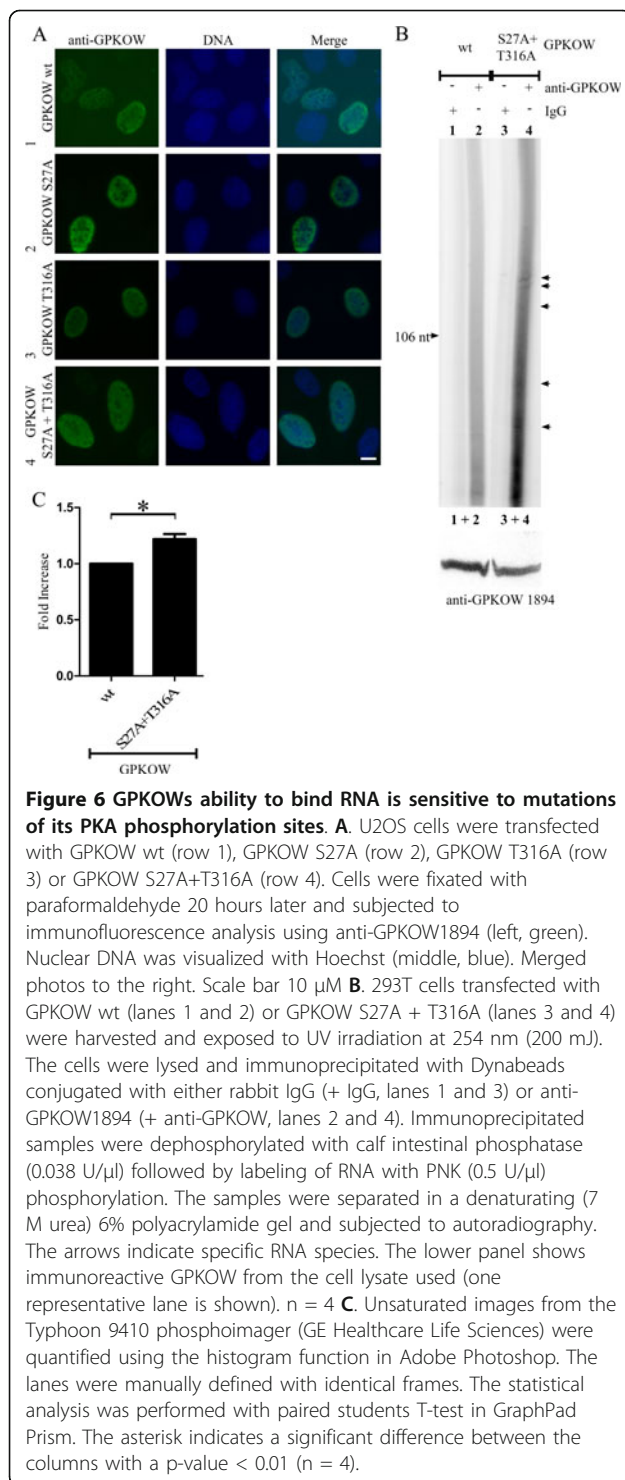 A
anti-GPKOW
DNA
Merge
GPKOW wt
1
GPKOW S27A
2
GPKOW T316A
3
GPKOW
S27A + T316A
4
B
wt
S27A+
T316A
GPKOW
- + - +
anti-GPKOW
+ - + -
IgG
1 2 3 4
106 nt
1 + 2
3 + 4
anti-GPKOW 1894
C
Fold Increase
1.5
1.0
0.5
0.0
*
wt
S27A+T316A
GPKOW
Figure 6 GPKOWs ability to bind RNA is sensitive to mutations
of its PKA phosphorylation sites. A. U2OS cells were transfected
with GPKOW wt (row 1), GPKOW S27A (row 2), GPKOW T316A (row
3) or GPKOW S27A+T316A (row 4). Cells were fixated with
paraformaldehyde 20 hours later and subjected to
immunofluorescence analysis using anti-GPKOW1894 (left, green).
Nuclear DNA was visualized with Hoechst (middle, blue). Merged
photos to the right. Scale bar 10 μM B. 293T cells transfected with
GPKOW wt (lanes 1 and 2) or GPKOW S27A + T316A (lanes 3 and 4)
were harvested and exposed to UV irradiation at 254 nm (200 mJ).
The cells were lysed and immunoprecipitated with Dynabeads
conjugated with either rabbit IgG (+ IgG, lanes 1 and 3) or anti-
GPKOW1894 (+ anti-GPKOW, lanes 2 and 4). Immunoprecipitated
samples were dephosphorylated with calf intestinal phosphatase
(0.038 U/μl) followed by labeling of RNA with PNK (0.5 U/μl)
phosphorylation. The samples were separated in a denaturating (7
M urea) 6% polyacrylamide gel and subjected to autoradiography.
The arrows indicate specific RNA species. The lower panel shows
immunoreactive GPKOW from the cell lysate used (one
representative lane is shown). n = 4 C. Unsaturated images from the
Typhoon 9410 phosphoimager (GE Healthcare Life Sciences) were
quantified using the histogram function in Adobe Photoshop. The
lanes were manually defined with identical frames. The statistical
analysis was performed with paired students T-test in GraphPad
Prism. The asterisk indicates a significant difference between the
columns with a p-value < 0.01 (n = 4).